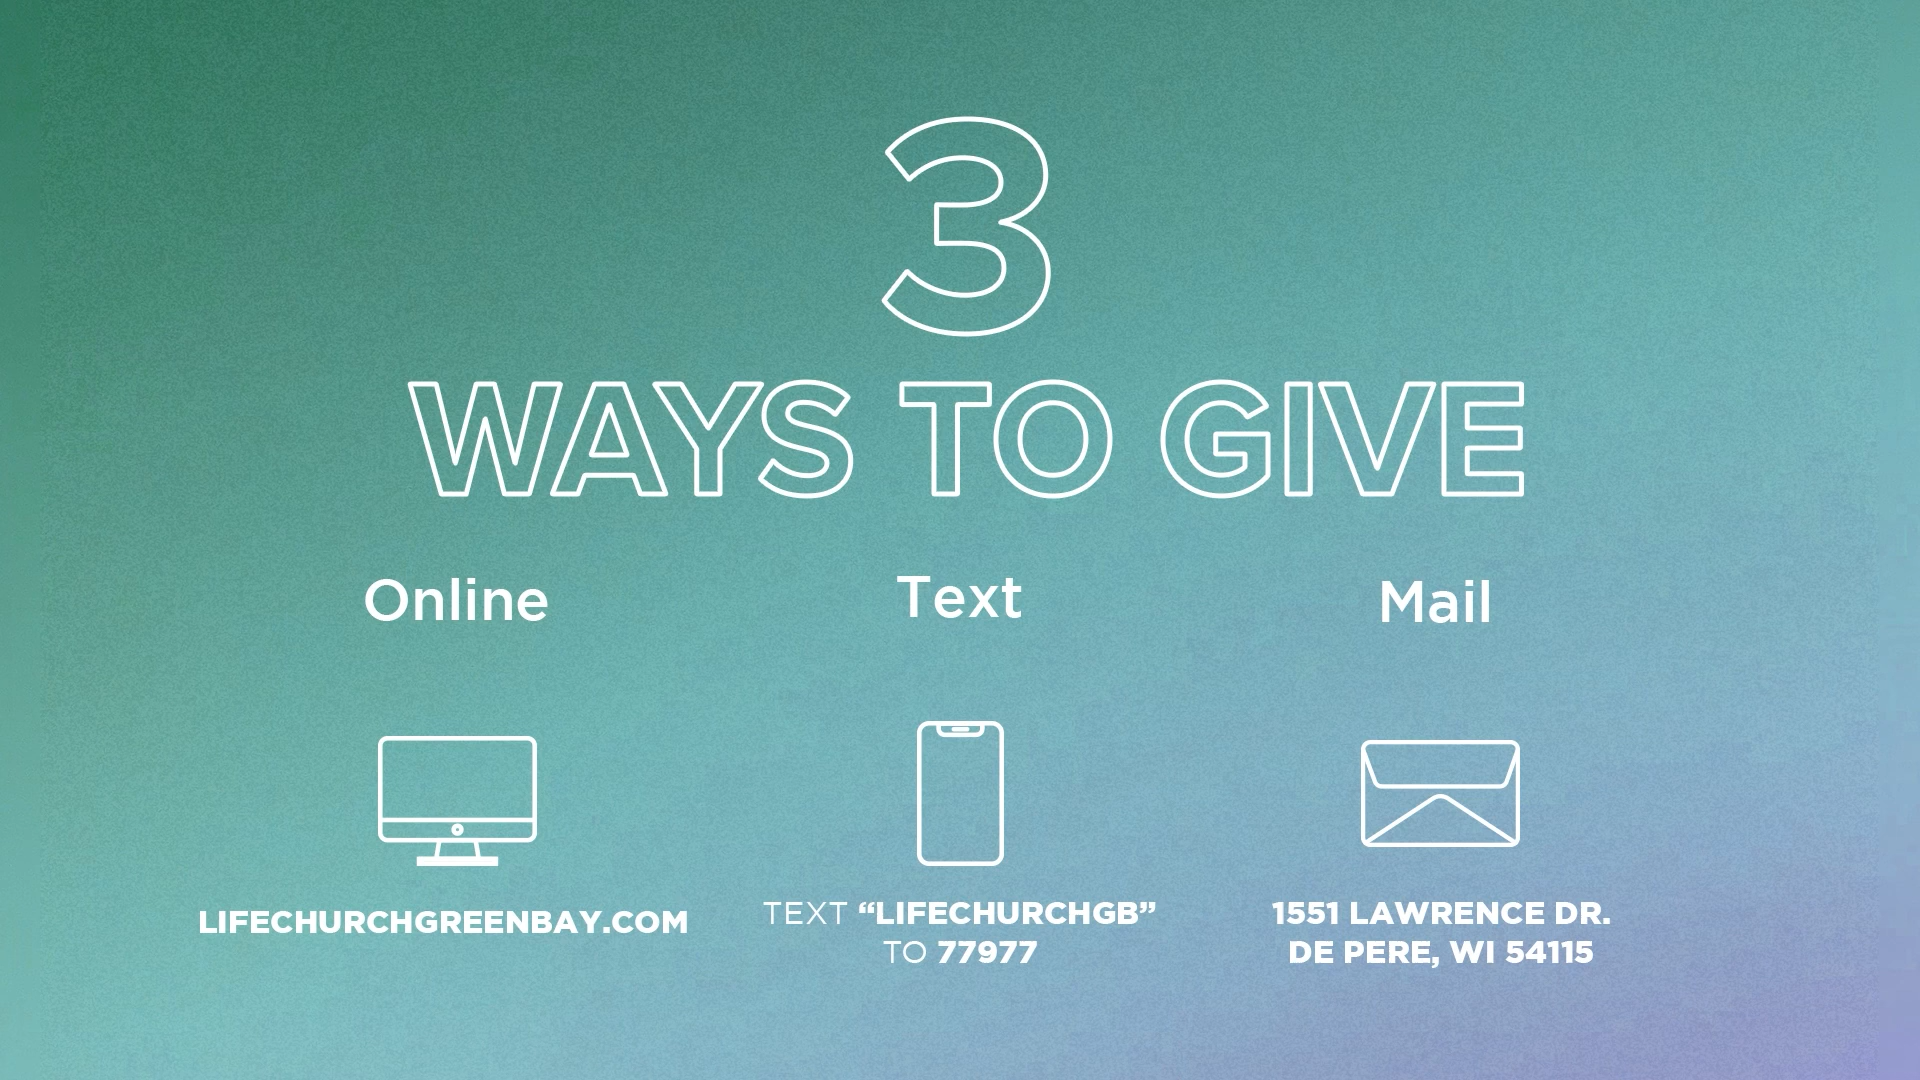 3
WAYS TO GIVE
Online
Text
Mail
LIFECHURCHGREENBAY.COM
TEXT “LIFECHURCHGB”
TO 77977
1551 LAWRENCE DR.
DE PERE, WI 54115